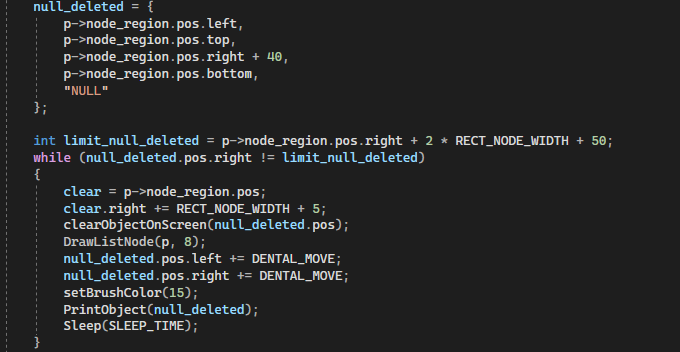 null_deleted = {
p->node_region.pos.left,
p->node_region.pos.top,
p->node_region.pos.right + 40,
p->node_region.pos.bottom,
"NULL"
};
int limit_null_deleted = p->node_region.pos.right + 2 * RECT_NODE_WIDTH + 50;
while (null_deleted.pos.right != limit_null_deleted)
{
clear = p->node_region.pos;
clear.right += RECT_NODE_WIDTH + 5;
clearObjectOnScreen(null_deleted.pos);
DrawListNode(p, 8);
null_deleted.pos.left += DENTAL_MOVE;
null_deleted.pos.right += DENTAL_MOVE;
setBrushColor(15);
PrintObject(null_deleted);
Sleep(SLEEP_TIME);
}